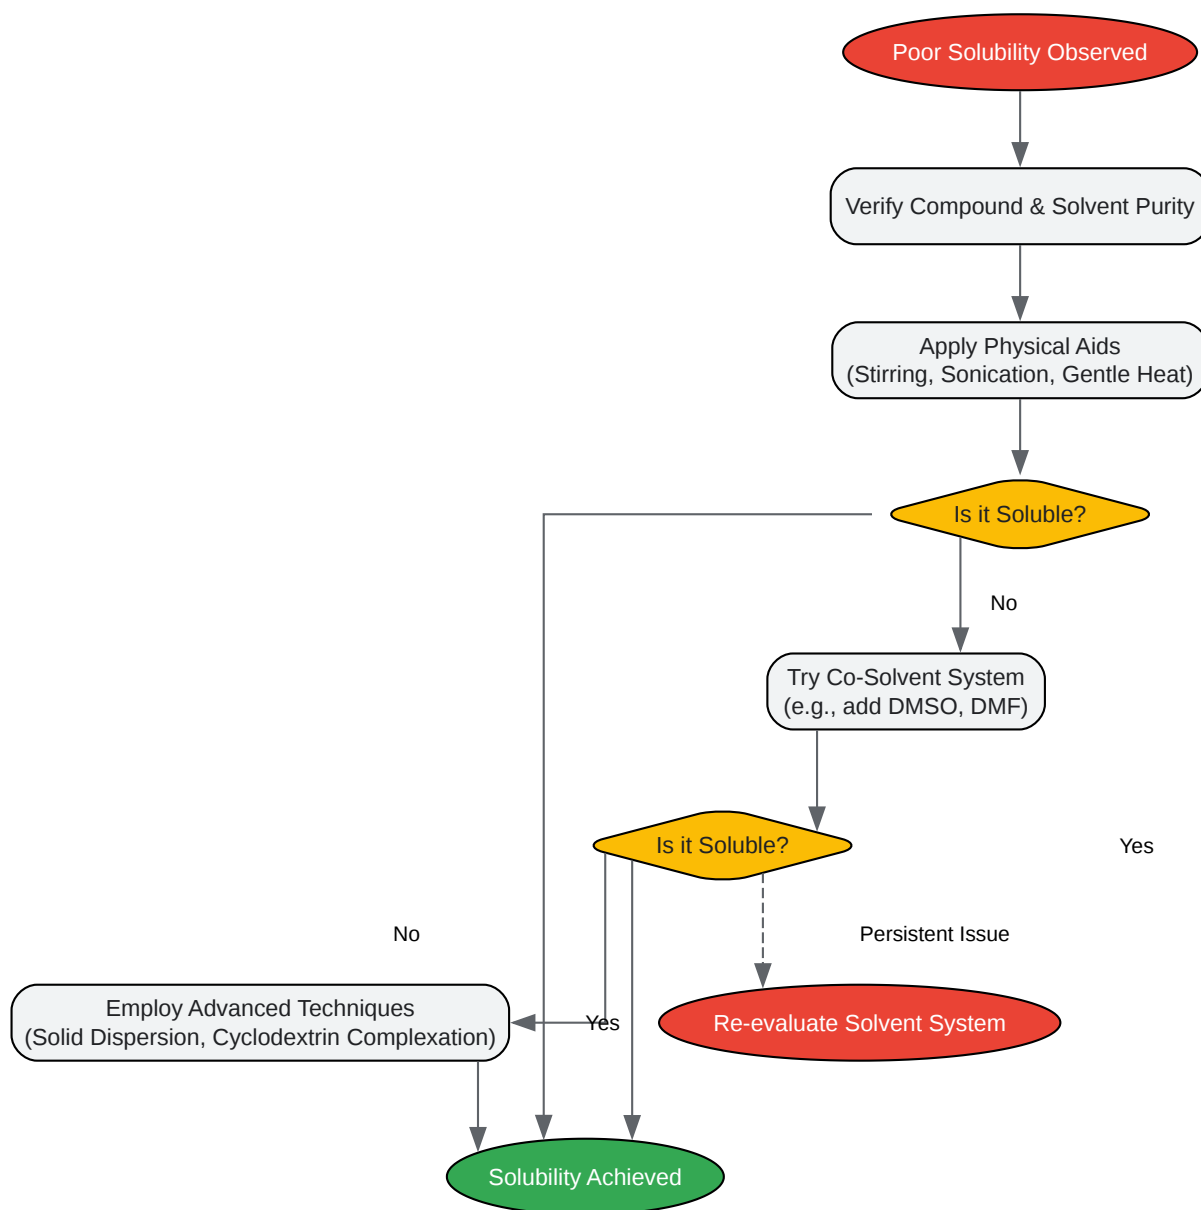 Poor Solubility Observed
Verify Compound & Solvent Purity
Apply Physical Aids
(Stirring, Sonication, Gentle Heat)
Is it Soluble?
No
Try Co-Solvent System
(e.g., add DMSO, DMF)
Is it Soluble?
Yes
No
Persistent Issue
Employ Advanced Techniques
(Solid Dispersion, Cyclodextrin Complexation)
Yes
Re-evaluate Solvent System
Solubility Achieved